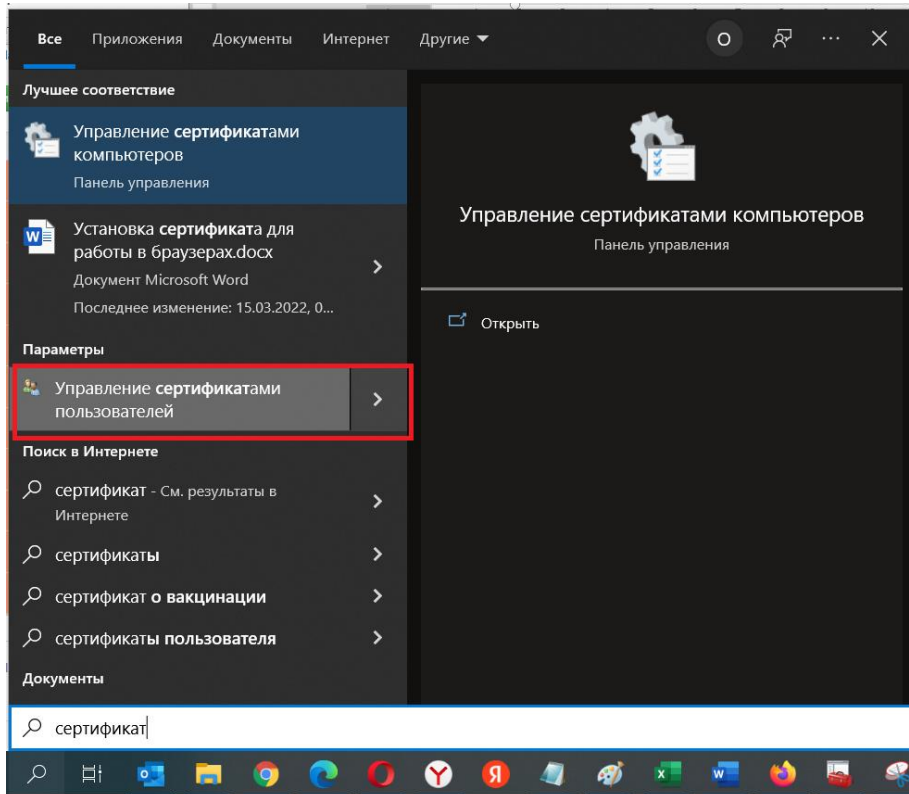 Все Приложения Документы Интернет Другие O
Лучшее соответствие
Управление сертификатами
компьютеров
Панель управления
Установка сертификата для
работы в браузерах.docx
Документ Microsoft Word
Последнее изменение: 15.03.2022, 0...
Параметры
Управление сертификатами
пользователей
Поиск в Интернете
сертификат - См. результаты в
Интернете
сертификаты
сертификат о вакцинации
сертификаты пользователя
Документы
сертификат
Управление сертификатами компьютеров
Панель управления
Открыть